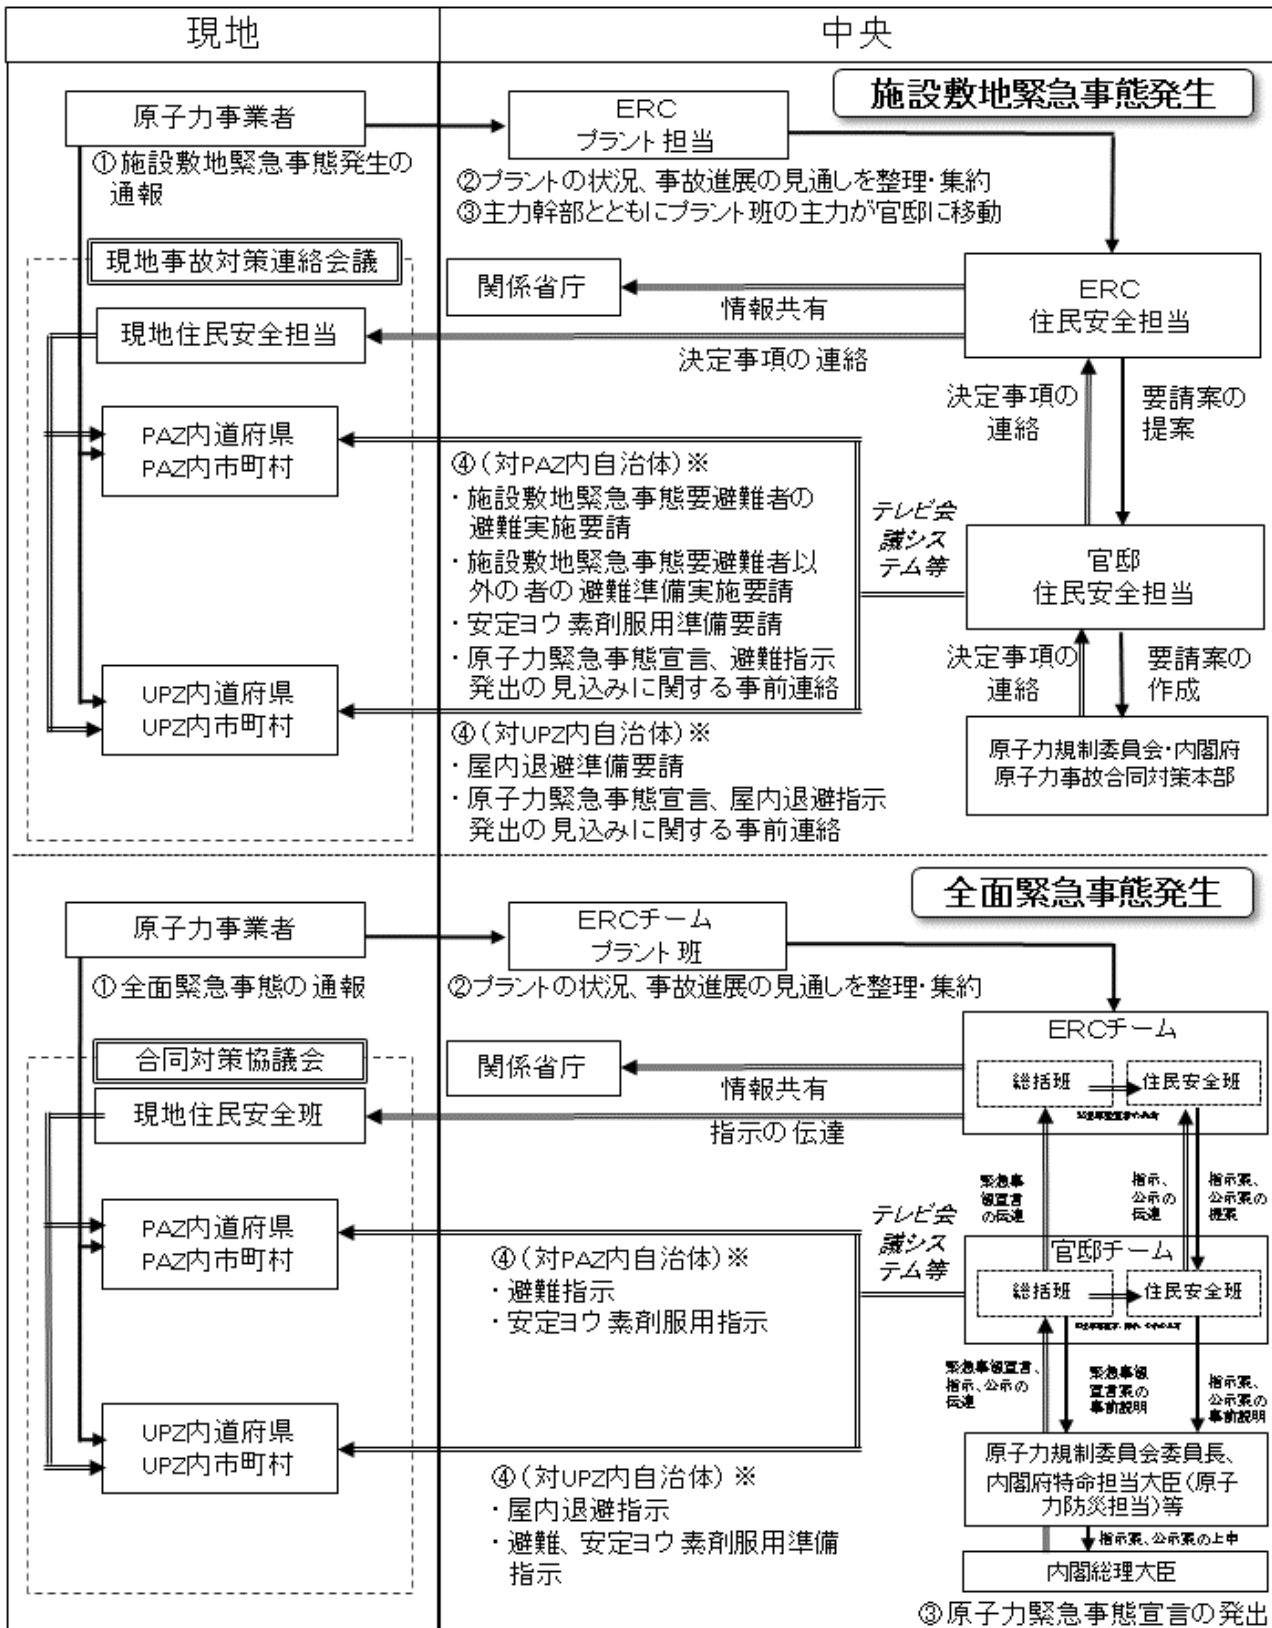 現地
中央
施設敷地緊急事態発生
原子力事業者
ERC
プラント担当
①施設敷地緊急事態発生の
通報
②プラントの状況、事故進展の見通しを整理・集約
③主力幹部とともにプラント班の主力が官邸に移動
現地事故対策連絡会議
関係省庁
情報共有
ERC
住民安全担当
現地住民安全担当
決定事項の連絡
決定事項の
連絡
要請案の
提案
PAZ内道府県
PAZ内市町村
④(対PAZ内自治体)※
・施設敷地緊急事態要避難者の
避難実施要請
・施設敷地緊急事態要避難者以
外の者の避難準備実施要請
・安定ヨウ素剤服用準備要請
・原子力緊急事態宣言、避難指示
発出の見込みに関する事前連絡
テレビ会
議シス
テム等
官邸
住民安全担当
決定事項の
連絡
要請案の
作成
UPZ内道府県
UPZ内市町村
④(対UPZ内自治体)※
・屋内退避準備要請
・原子力緊急事態宣言、屋内退避指示
発出の見込みに関する事前連絡
原子力規制委員会・内閣府
原子力事故合同対策本部
全面緊急事態発生
原子力事業者
ERCチーム
プラント班
①全面緊急事態の通報
②プラントの状況、事故進展の見通しを整理・集約
合同対策協議会
関係省庁
情報共有
ERCチーム
総括班
住民安全班
現地住民安全班
指示の伝達
緊急事
態宣言
の伝達
指示、
公示の
伝達
指示案、
公示案の
提案
PAZ内道府県
PAZ内市町村
④(対PAZ内自治体)※
・避難指示
・安定ヨウ素剤服用指示
テレビ会
議シス
テム等
官邸チーム
総括班
住民安全班
緊急事態宣言、
指示、公示の
伝達
緊急事態
宣言案の
事前説明
指示案、
公示案の
事前説明
UPZ内道府県
UPZ内市町村
④(対UPZ内自治体)※
・屋内退避指示
・避難、安定ヨウ素剤服用準備
指示
原子力規制委員会委員長、
内閣府特命担当大臣(原子
力防災担当)等
指示案、公示案の上申
内閣総理大臣
③原子力緊急事態宣言の発出